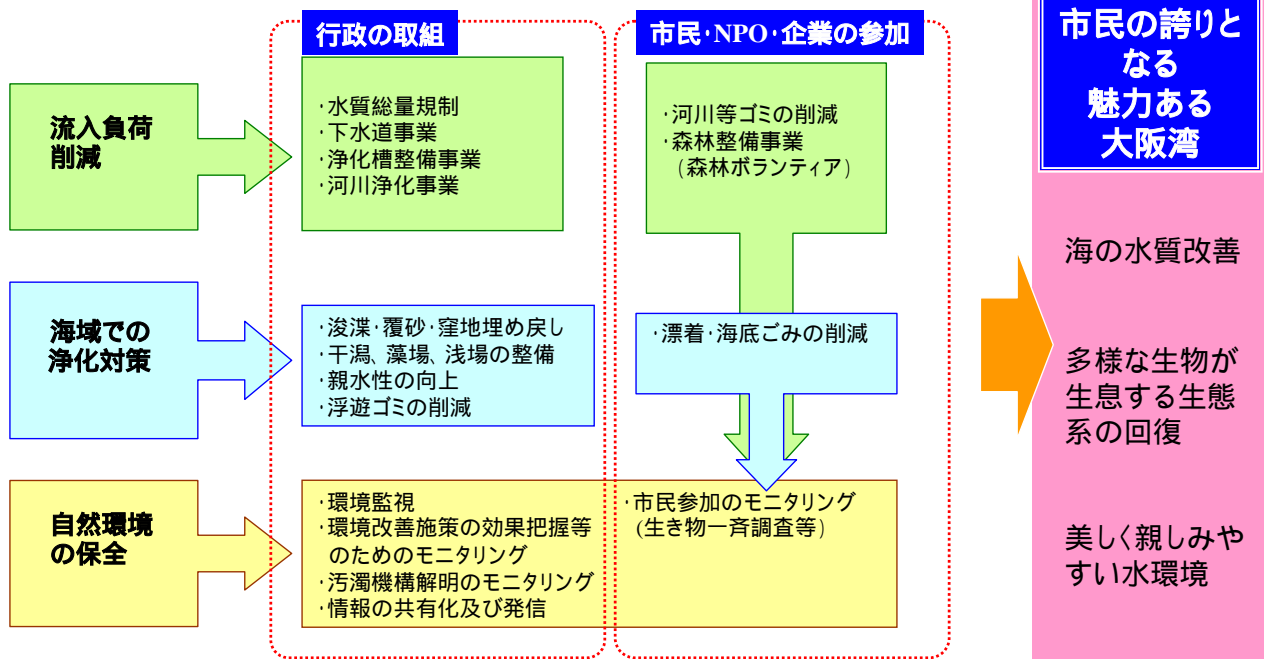 行政の取組
市民・NPO・企業の参加
流入負荷
削減
・水質総量規制
・下水道事業
・浄化槽整備事業
・河川浄化事業
・河川等ゴミの削減
・森林整備事業
(森林ボランティア)
海域での
浄化対策
・浚渫・覆砂・窪地埋め戻し
・干潟、藻場、浅場の整備
・親水性の向上
・浮遊ゴミの削減
・漂着・海底ごみの削減
自然環境
の保全
・環境監視
・環境改善施策の効果把握等
のためのモニタリング
・汚濁機構解明のモニタリング
・情報の共有化及び発信
・市民参加のモニタリング
(生き物一斉調査等)
市民の誇りと
なる
魅力ある
大阪湾
海の水質改善
多様な生物が
生息する生態
系の回復
美しく親しみや
すい水環境